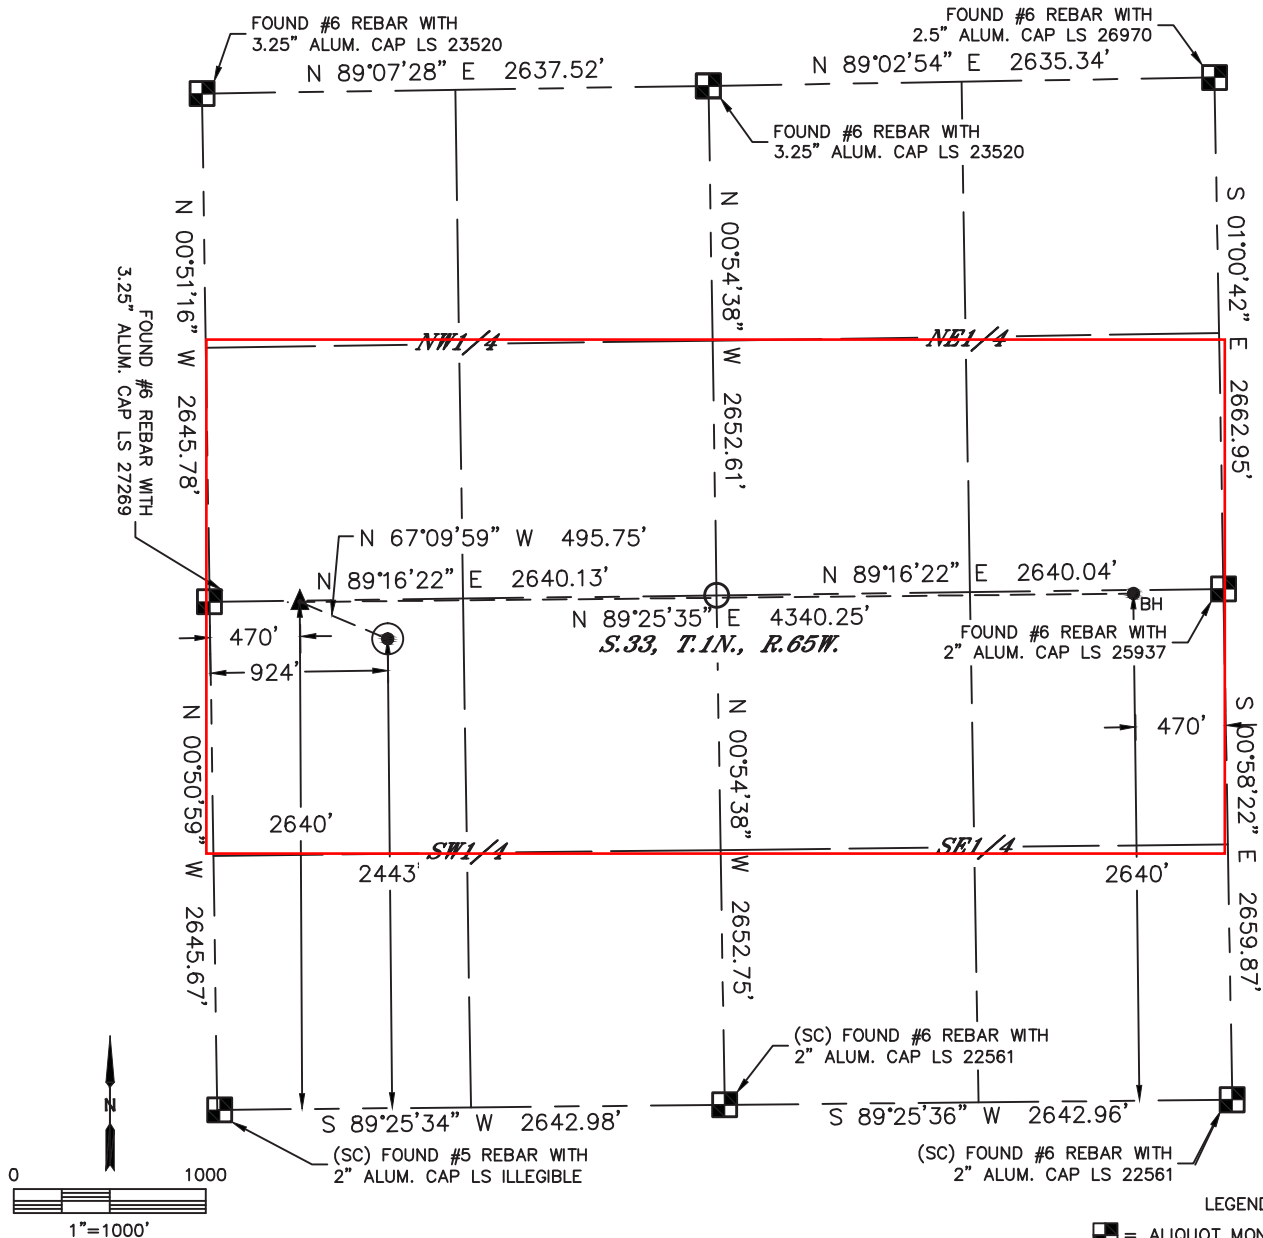 FOUND #6 REBAR WITH
3.25" ALUM. CAP LS 23520
FOUND #6 REBAR WITH
2.5" ALUM. CAP LS 26970
N 89°07'28" E 2637.52'
N 89°02'54" E 2635.34'
FOUND #6 REBAR WITH
3.25" ALUM. CAP LS 23520
N 00°51'16" W 2645.78'
N 00°54'38" W 2652.61'
S 01°00'42" E 2662.95'
FOUND #6 REBAR WITH
3.25" ALUM. CAP LS 27269
NW1/4
NE1/4
N 67°09'59" W 495.75'
N 89°16'22" E 2640.13'
N 89°16'22" E 2640.04'
BH
N 89°25'35" E 4340.25'
S.33, T.1N., R.65W.
FOUND #6 REBAR WITH
2" ALUM. CAP LS 25937
470'
924'
470'
N 00°50'59" W 2645.67'
N 00°54'38" W 2652.75'
S 00°58'22" E 2659.87'
2640'
SW1/4
SE1/4
2443'
2640'
(SC) FOUND #6 REBAR WITH
2" ALUM. CAP LS 22561
N
S 89°25'34" W 2642.98'
S 89°25'36" W 2642.96'
(SC) FOUND #5 REBAR WITH
2" ALUM. CAP LS ILLEGIBLE
(SC) FOUND #6 REBAR WITH
2" ALUM. CAP LS 22561
0 1000
1"=1000'
LEGEND
= ALIQUOT MON